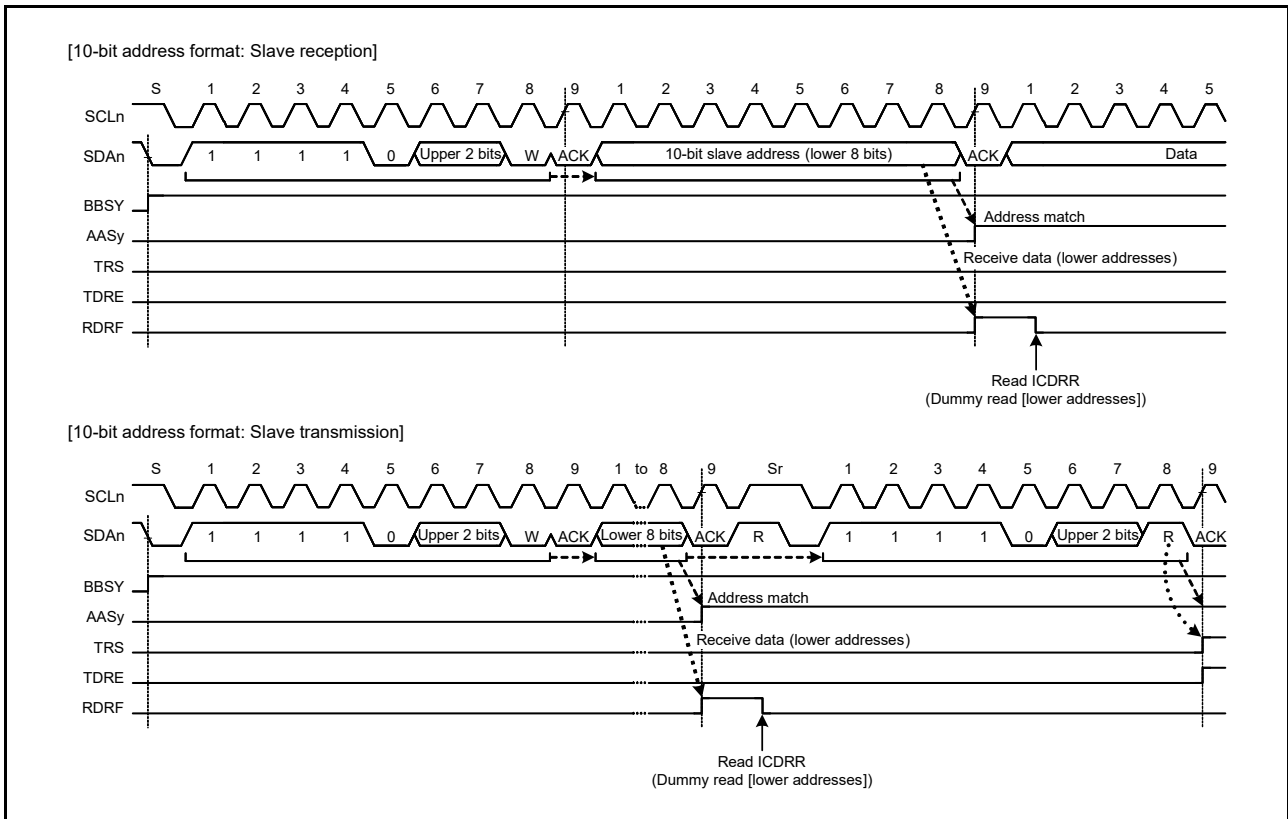 [10-bit address format: Slave reception]
S 1 2 3 4 5 6 7 8 9 1 2 3 4 5 6 7 8 9 1 2 3 4 5
SCLn
SDAn 1 1 1 1 0 Upper 2 bits W ACK 10-bit slave address (lower 8 bits) ACK Data
BBSY
Address match
AASy
Receive data (lower addresses)
TRS
TDRE
RDRF
Read ICDRR
(Dummy read [lower addresses])
[10-bit address format: Slave transmission]
S 1 2 3 4 5 6 7 8 9 1 to 8 9 Sr 1 2 3 4 5 6 7 8 9
SCLn
SDAn 1 1 1 1 0 Upper 2 bits W ACK Lower 8 bits ACK R 1 1 1 1 0 Upper 2 bits R ACK
BBSY
Address match
AASy
Receive data (lower addresses)
TRS
TDRE
RDRF
Read ICDRR
(Dummy read [lower addresses])